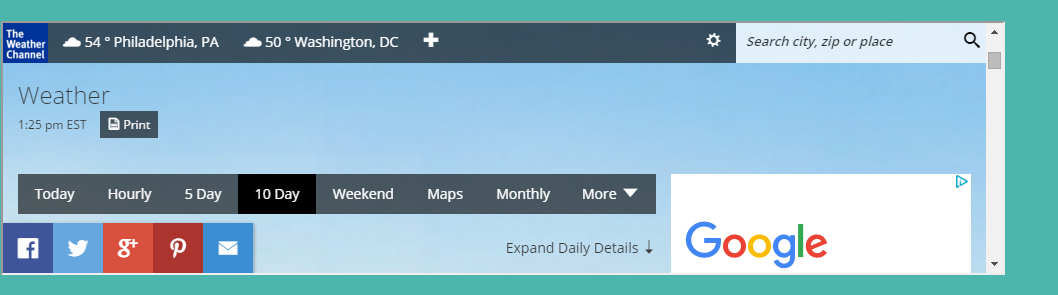 The Weather Channel
54 ° Philadelphia, PA
50 ° Washington, DC
Search city, zip or place
Weather
1:25 pm EST
Print
Today Hourly 5 Day 10 Day Weekend Maps Monthly More
Expand Daily Details ↓
Google